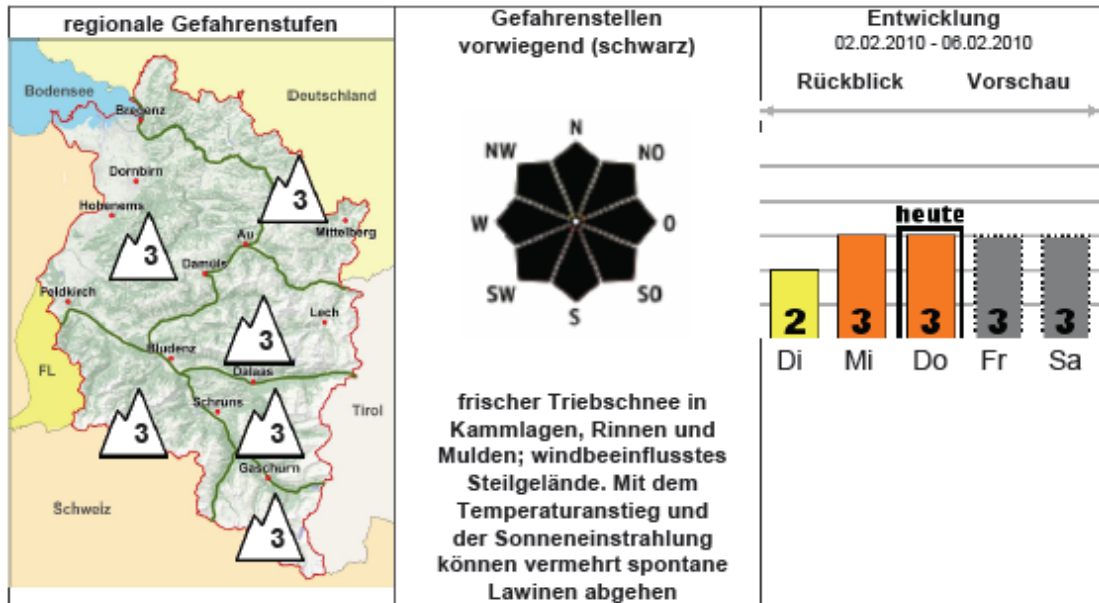 regionale Gefahrenstufen
Bodensee
Deutschland
Bregenz
Dornbirn
3
Hohenems
Mittelberg
Au
3
Damüls
Feldkirch
Lech
3
Bludenz
FL
Dalaas
Schruns
Tirol
3
3
Gaschurn
Schweiz
3
Gefahrenstellen
vorwiegend (schwarz)
N
NW
NO
W
O
SW
SO
S
frischer Triebschnee in
Kammlagen, Rinnen und
Mulden; windbeeinflusstes
Steilgelände. Mit dem
Temperaturanstieg und
der Sonneneinstrahlung
können vermehrt spontane
Lawinen abgehen
Entwicklung
02.02.2010 - 06.02.2010
Rückblick Vorschau
heute
2 3 3 3 3
Di Mi Do Fr Sa